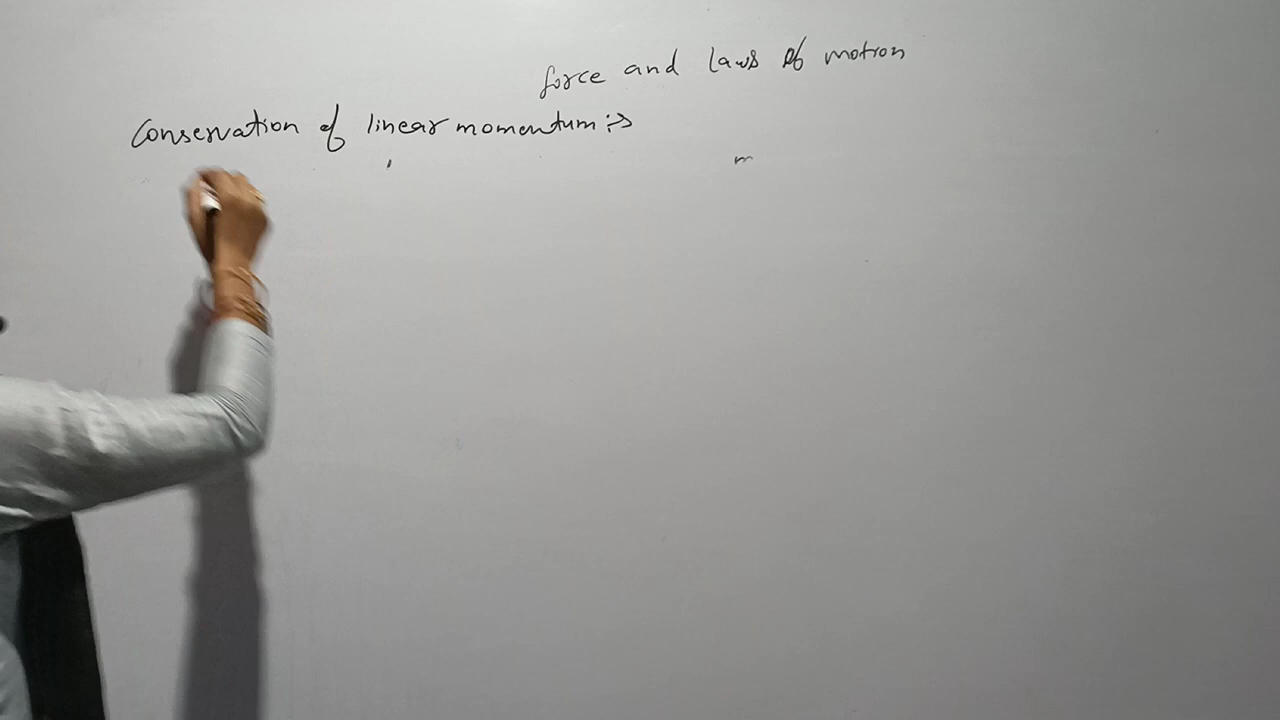 force and laws of motion
Conservation of linear momentum :->
m